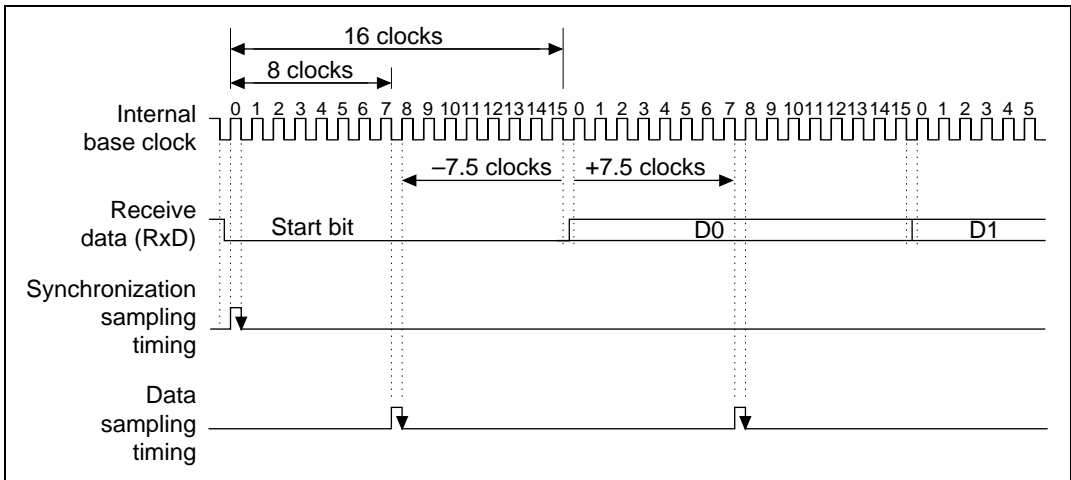 16 clocks
8 clocks
Internal
base clock
0 1 2 3 4 5 6 7 8 9 10 11 12 13 14 15 0 1 2 3 4 5 6 7 8 9 10 11 12 13 14 15 0 1 2 3 4 5
–7.5 clocks +7.5 clocks
Receive
data (RxD)
Start bit D0 D1
Synchronization
sampling
timing
Data
sampling
timing